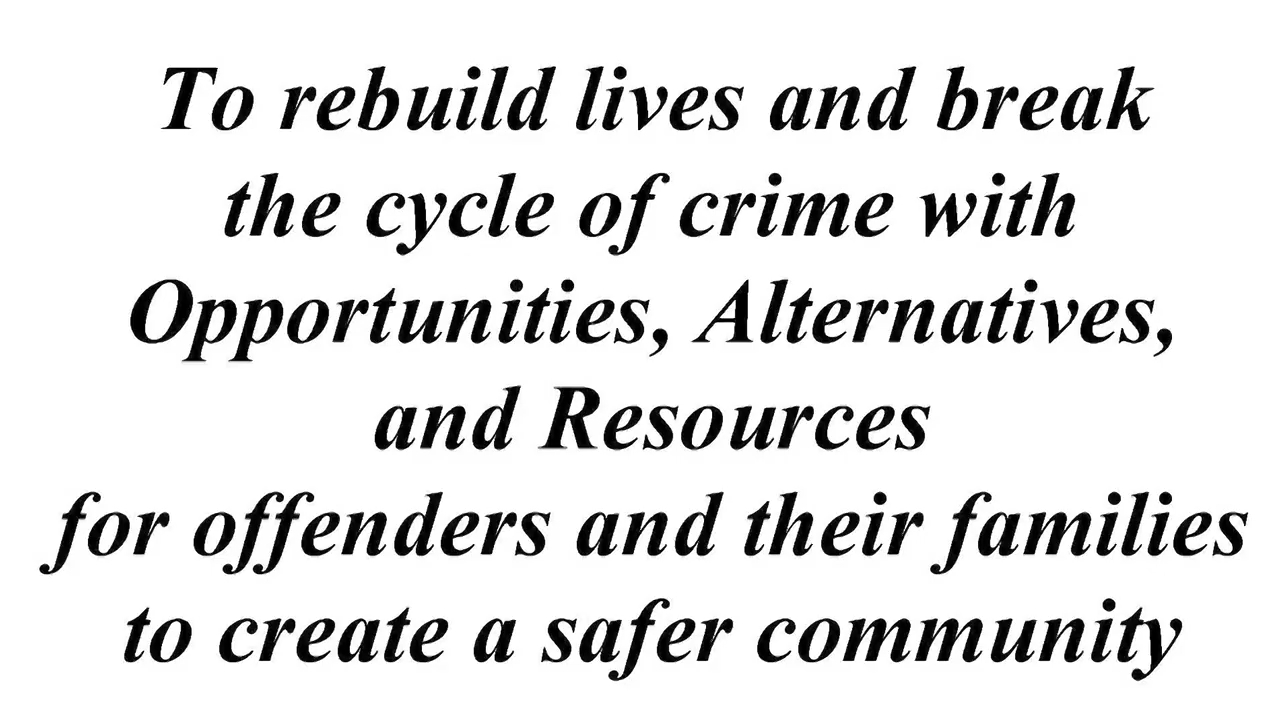 To rebuild lives and break
the cycle of crime with
Opportunities, Alternatives,
and Resources
for offenders and their families
to create a safer community